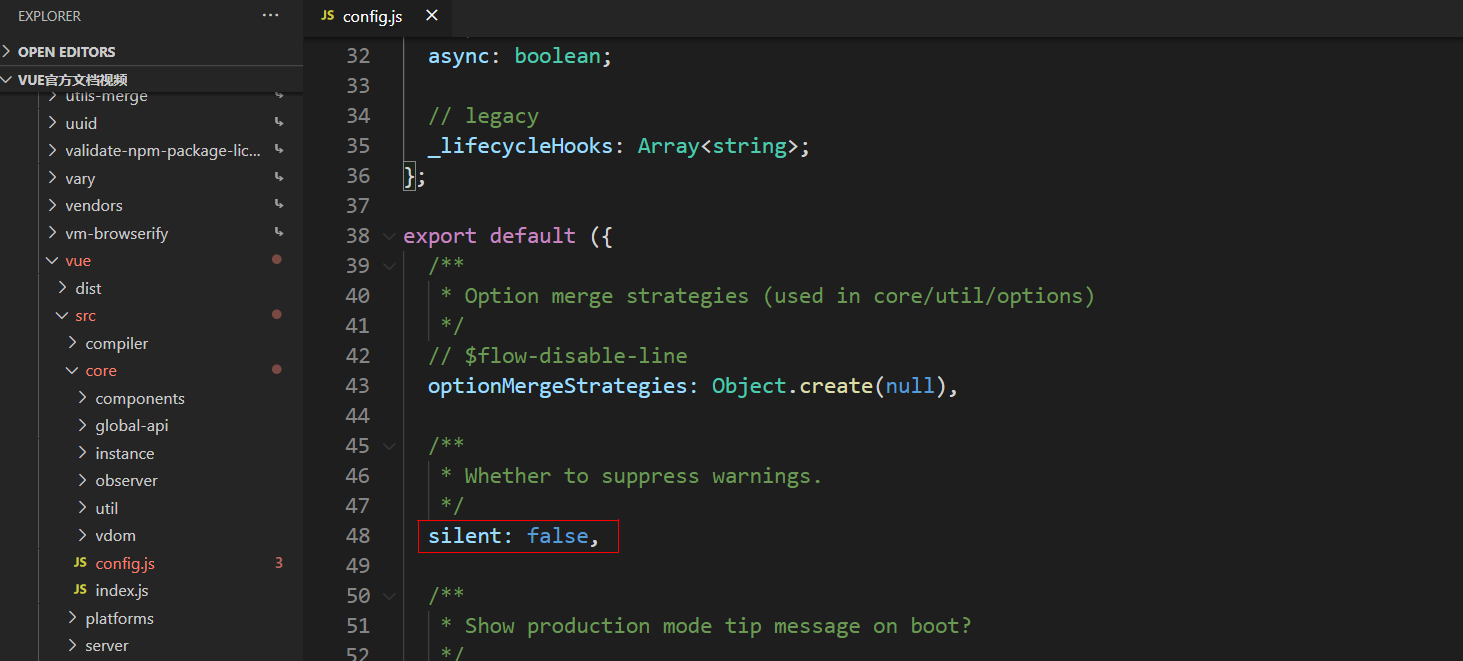 EXPLORER
···
OPEN EDITORS
VUE官方文档视频
utils-merge
uuid
validate-npm-package-lic...
vary
vendors
vm-browserify
vue
dist
src
compiler
core
components
global-api
instance
observer
util
vdom
JS config.js 3
JS index.js
platforms
server
JS config.js ×
32 async: boolean;
33
34 // legacy
35 _lifecycleHooks: Array<string>;
36 };
37
38 export default ({
39 /**
40 * Option merge strategies (used in core/util/options)
41 */
42 // $flow-disable-line
43 optionMergeStrategies: Object.create(null),
44
45 /**
46 * Whether to suppress warnings.
47 */
48 silent: false,
49
50 /**
51 * Show production mode tip message on boot?
52 */